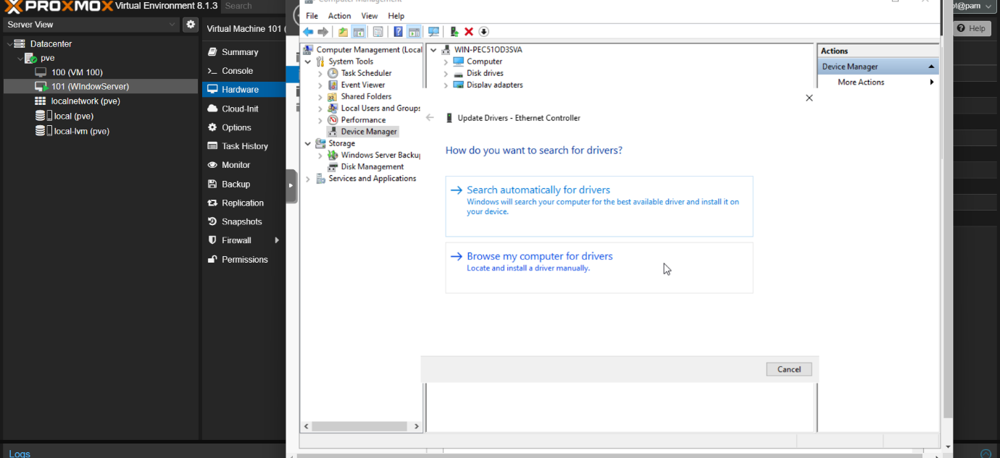 PROXMOX Virtual Environment 8.1.3 Search
Server View
Datacenter
pve
100 (VM 100)
101 (WIndowServer)
localnetwork (pve)
local (pve)
local-lvm (pve)
Logs
Virtual Machine 101 (
Summary
>_ Console
Hardware
Cloud-Init
Options
Task History
Monitor
Backup
Replication
Snapshots
Firewall
Permissions
Computer Management
File Action View Help
Computer Management (Local
System Tools
Task Scheduler
Event Viewer
Shared Folders
Local Users and Groups
Performance
Device Manager
Storage
Windows Server Backup
Disk Management
Services and Applications
WIN-PEC51OD3SVA
Computer
Disk drives
Display adapters
Update Drivers - Ethernet Controller
How do you want to search for drivers?
Search automatically for drivers
Windows will search your computer for the best available driver and install it on
your device.
Browse my computer for drivers
Locate and install a driver manually.
Cancel
Actions
Device Manager
More Actions
t@pam
Help